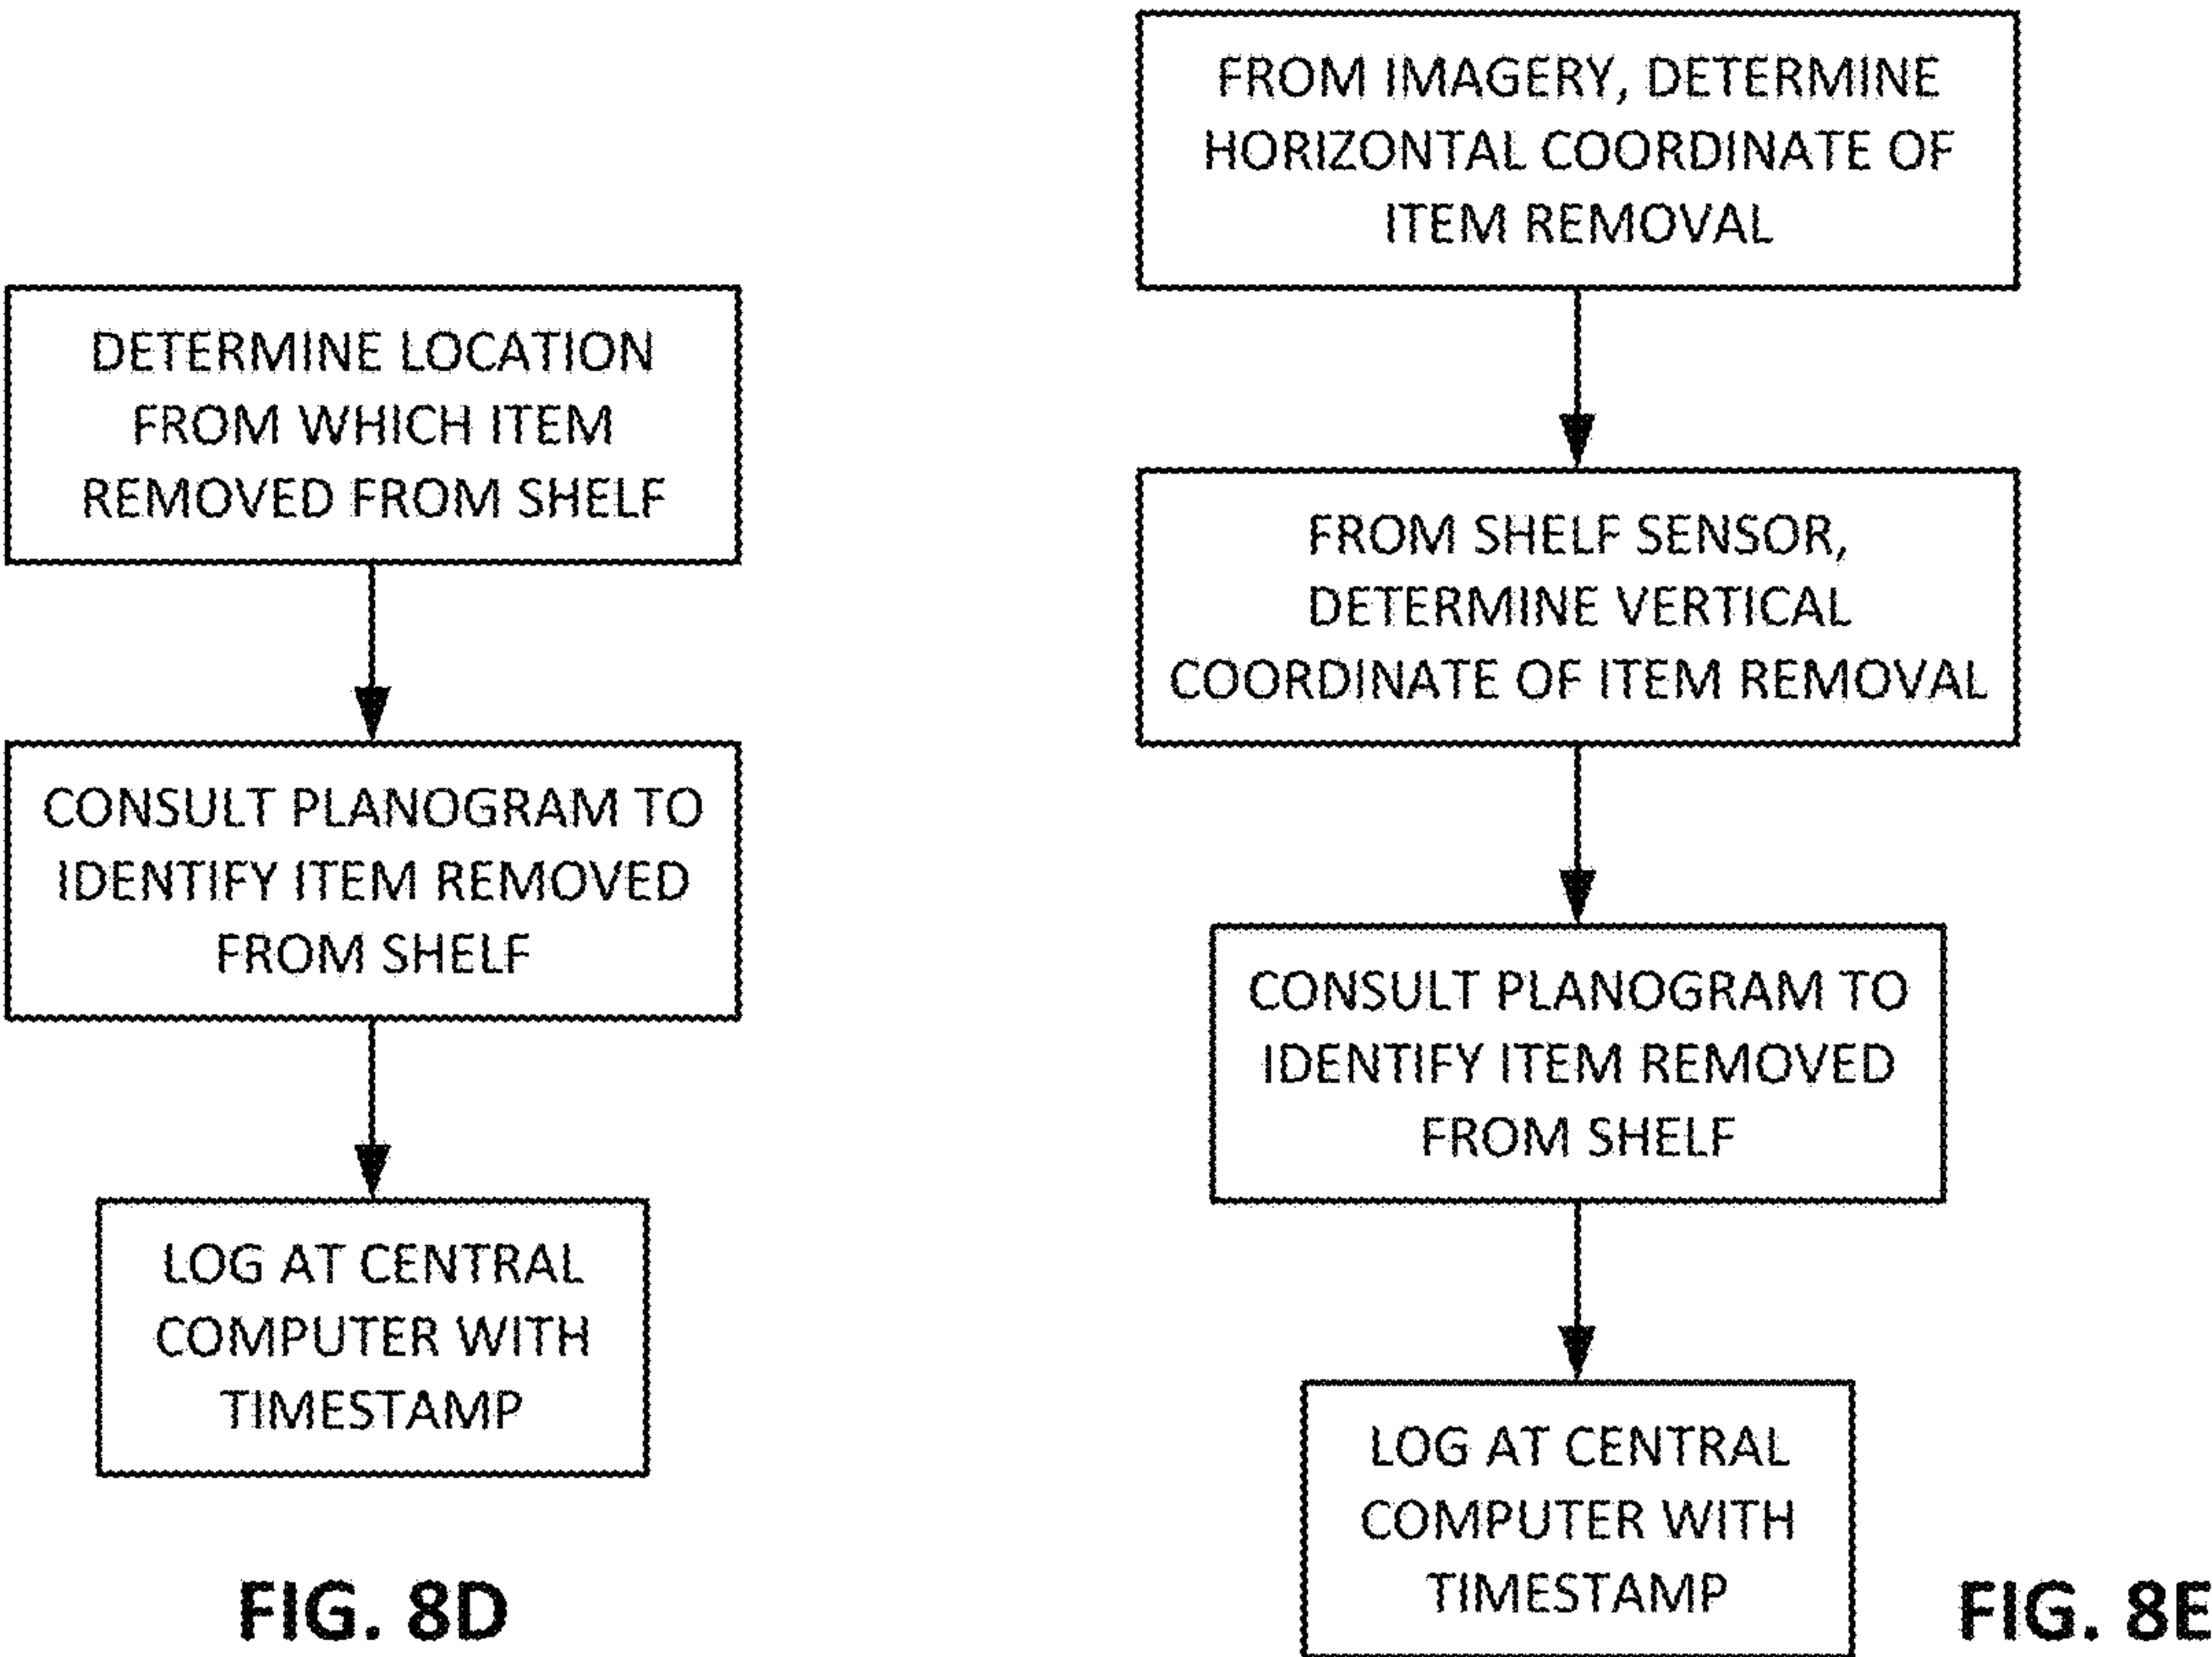 DETERMINE LOCATION
FROM WHICH ITEM
REMOVED FROM SHELF
CONSULT PLANOGRAM TO
IDENTIFY ITEM REMOVED
FROM SHELF
LOG AT CENTRAL
COMPUTER WITH
TIMESTAMP
FIG. 8D
FROM IMAGERY, DETERMINE
HORIZONTAL COORDINATE OF
ITEM REMOVAL
FROM SHELF SENSOR,
DETERMINE VERTICAL
COORDINATE OF ITEM REMOVAL
CONSULT PLANOGRAM TO
IDENTIFY ITEM REMOVED
FROM SHELF
LOG AT CENTRAL
COMPUTER WITH
TIMESTAMP
FIG. 8E